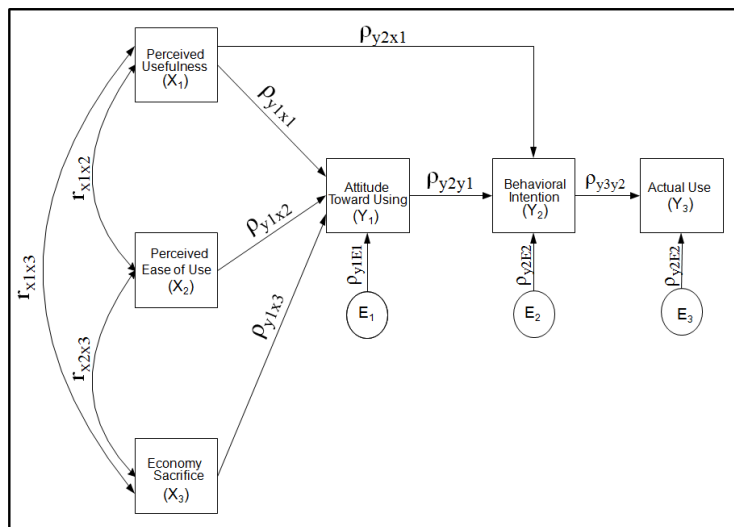 Perceived
Usefulness
(X₁)
ρy2x1
ρy1x1
rx1x2
Attitude
Toward Using
(Y₁)
ρy2y1
Behavioral
Intention
(Y₂)
ρy3y2
Actual Use
(Y₃)
Perceived
Ease of Use
(X₂)
ρy1x2
rx1x3
ρy1E1
ρy2E2
ρy2E2
E₁
E₂
E₃
ρy1x3
rx2x3
Economy
Sacrifice
(X₃)